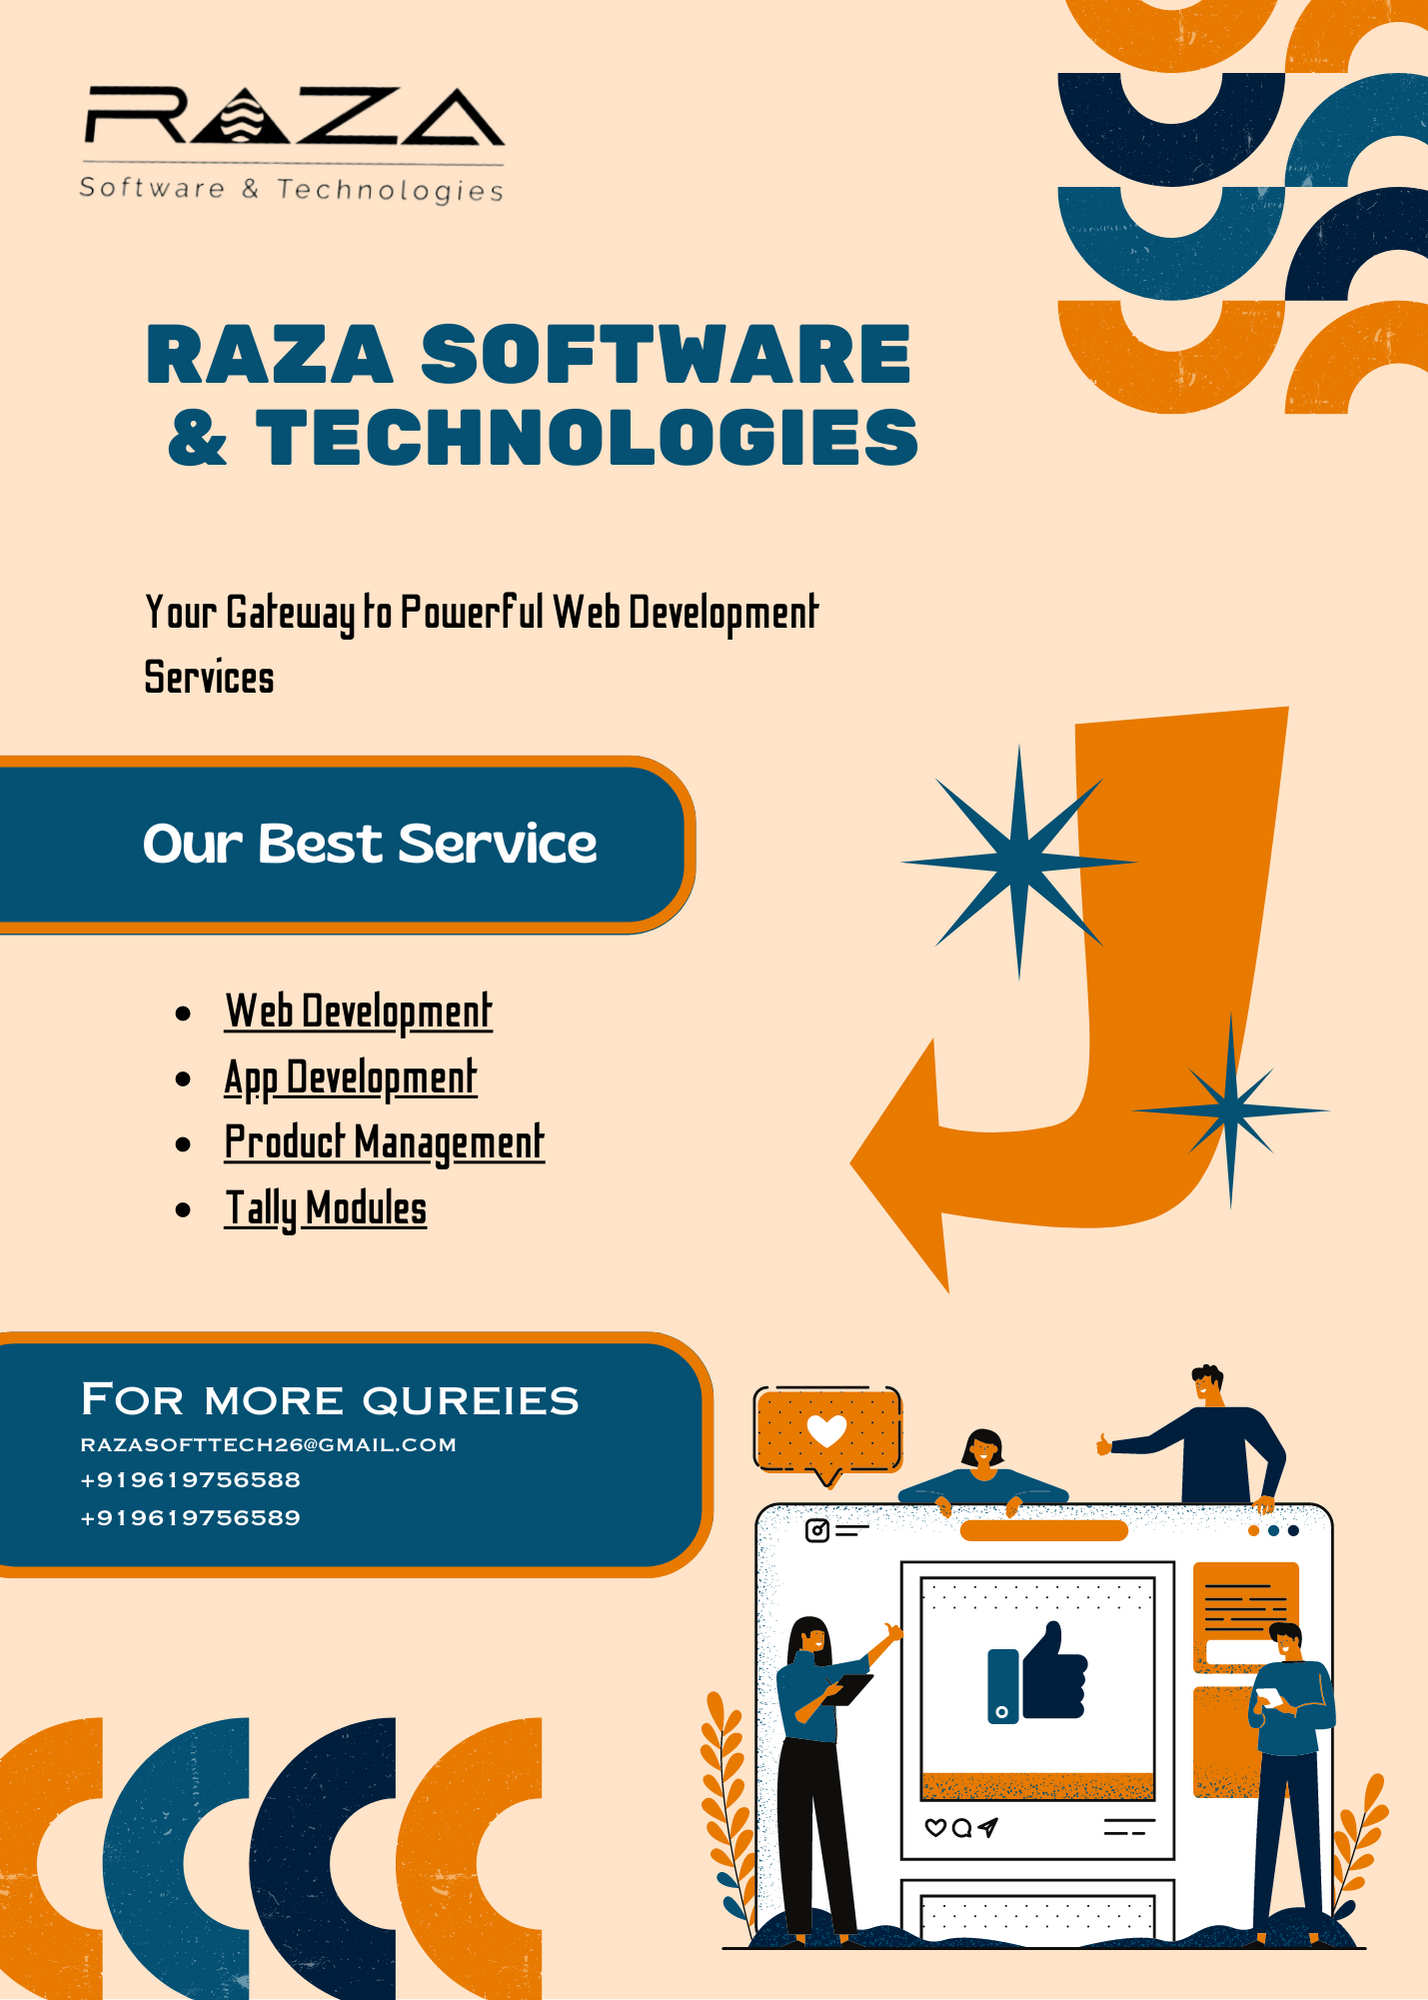 RAZA
Software & Technologies
RAZA SOFTWARE
& TECHNOLOGIES
Your Gateway to Powerful Web Development
Services
Our Best Service
• Web Development
• App Development
• Product Management
• Tally Modules
FOR MORE QUREIES
RAZASOFTTECH26@GMAIL.COM
+919619756588
+919619756589